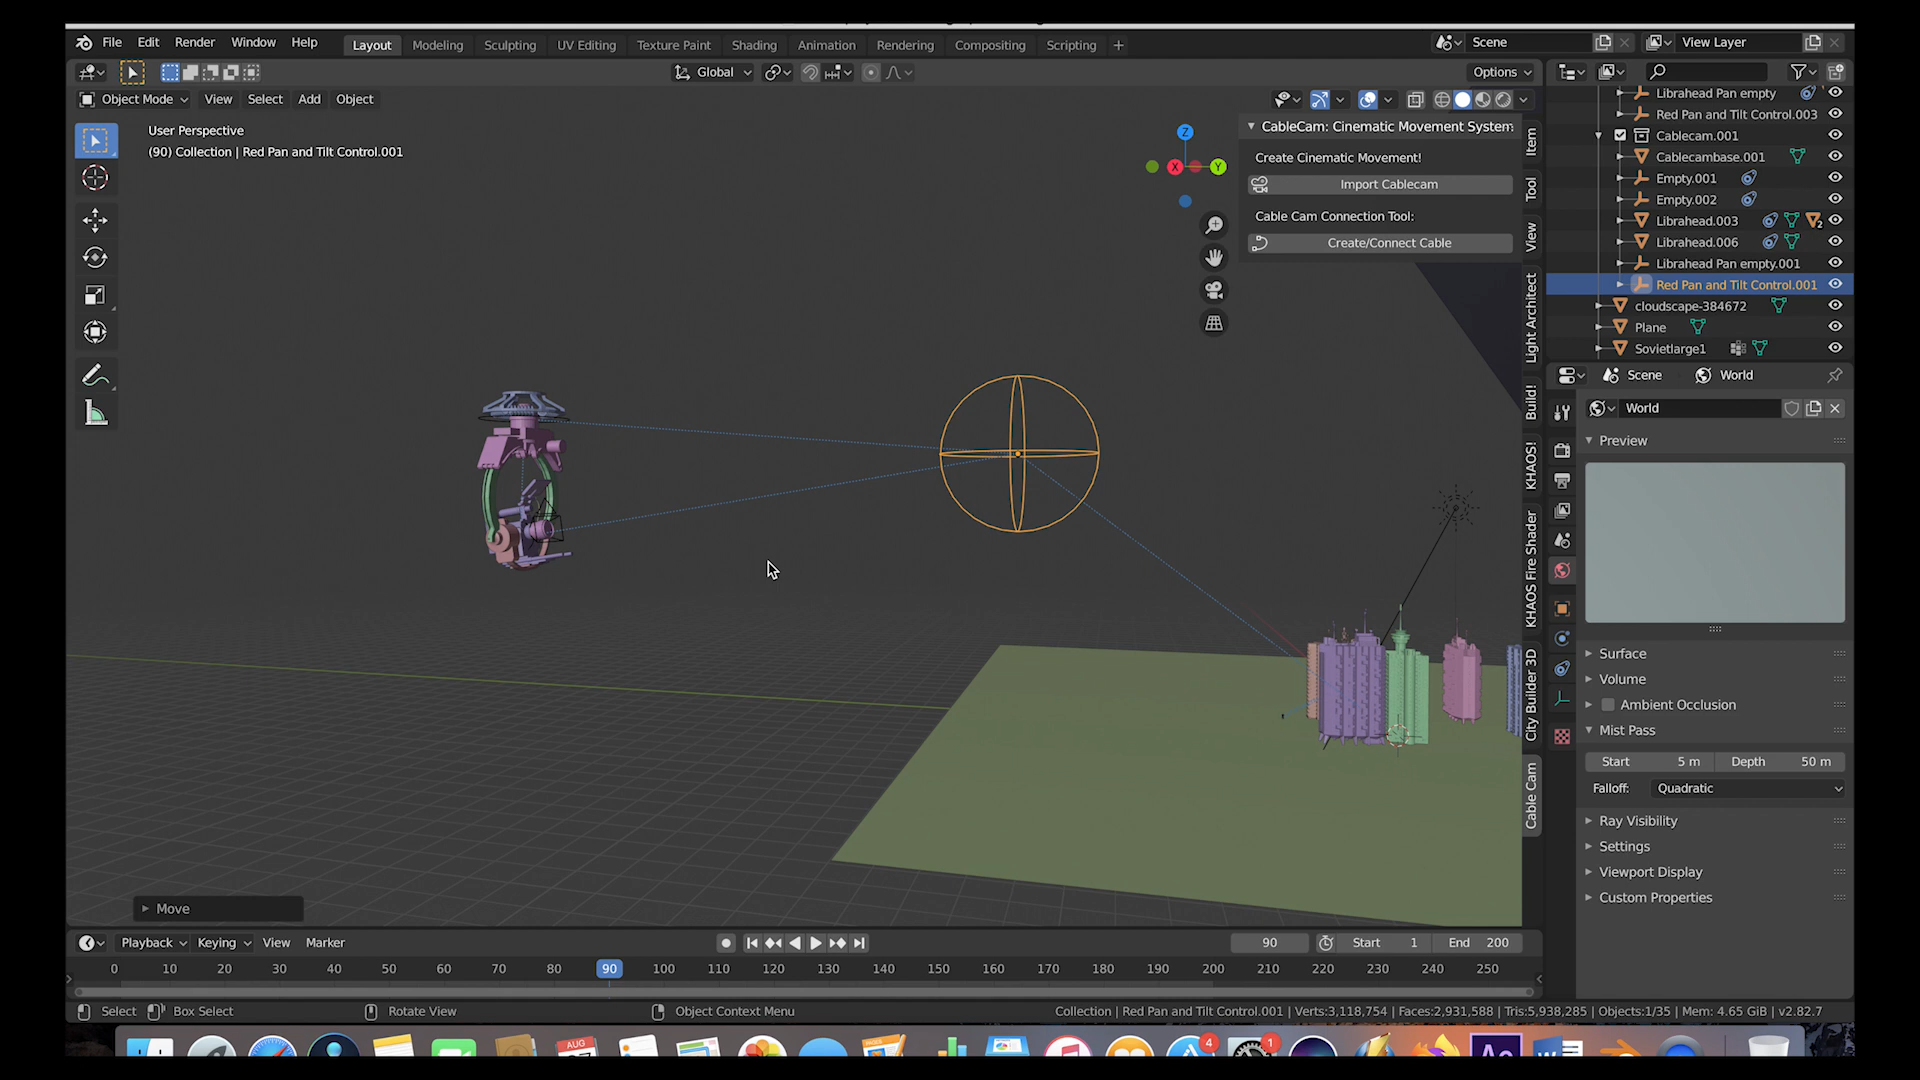 File Edit Render Window Help
Layout Modeling Sculpting UV Editing Texture Paint Shading Animation Rendering Compositing Scripting +
Scene
View Layer
Global
Options
Object Mode View Select Add Object
User Perspective
(90) Collection | Red Pan and Tilt Control.001
Z
X
Y
CableCam: Cinematic Movement System:
Create Cinematic Movement!
Import Cablecam
Cable Cam Connection Tool:
Create/Connect Cable
Item
Tool
View
Light Architect
Build!
KHAOS!
KHAOS Fire Shader
City Builder 3D
Cable Cam
Librahead Pan empty
Red Pan and Tilt Control.003
Cablecam.001
Cablecambase.001
Empty.001
Empty.002
Librahead.003
2
Librahead.006
Librahead Pan empty.001
Red Pan and Tilt Control.001
cloudscape-384672
Plane
Sovietlarge1
Scene World
World
Preview
Surface
Volume
Ambient Occlusion
Mist Pass
Start 5 m Depth 50 m
Falloff: Quadratic
Ray Visibility
Settings
Viewport Display
Custom Properties
Move
Playback Keying View Marker
90 Start 1 End 200
0 10 20 30 40 50 60 70 80 90 100 110 120 130 140 150 160 170 180 190 200 210 220 230 240 250
Select Box Select Rotate View Object Context Menu
Collection | Red Pan and Tilt Control.001 | Verts:3,118,754 | Faces:2,931,588 | Tris:5,938,285 | Objects:1/35 | Mem: 4.65 GiB | v2.82.7
AUG
4
1
Ae